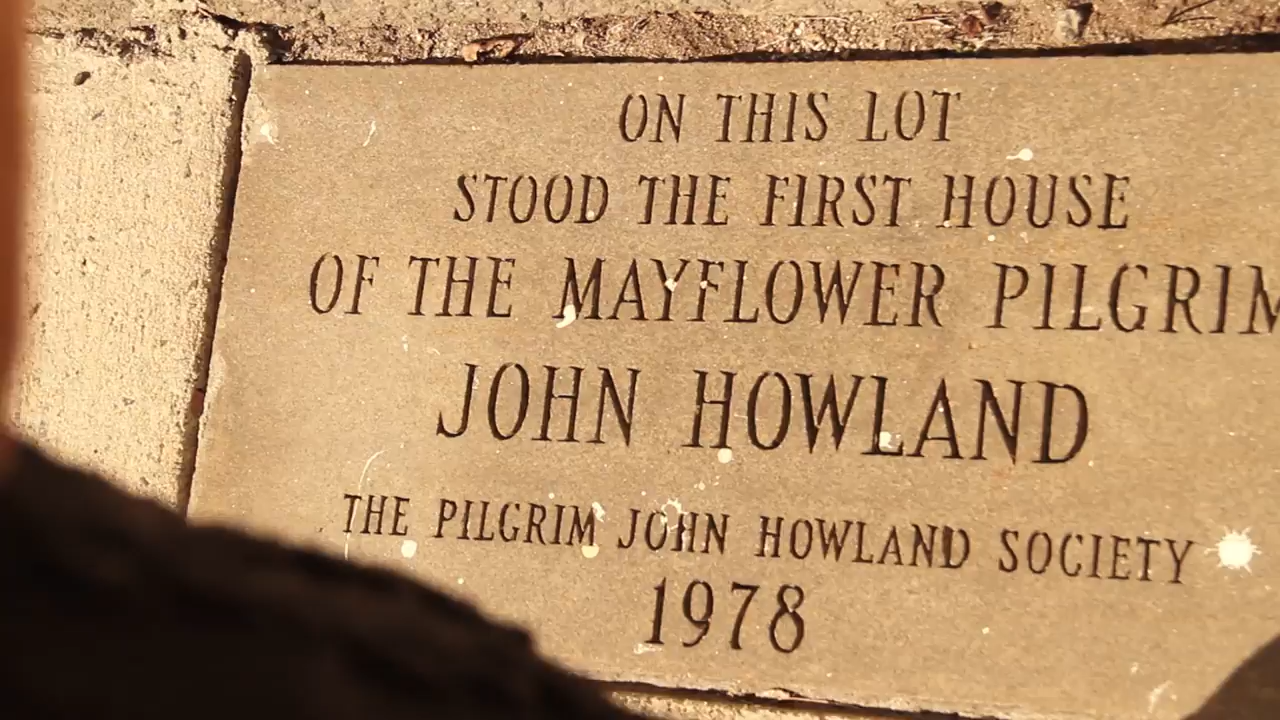 ON THIS LOT
STOOD THE FIRST HOUSE
OF THE MAYFLOWER PILGRIM
JOHN HOWLAND
THE PILGRIM JOHN HOWLAND SOCIETY
1978